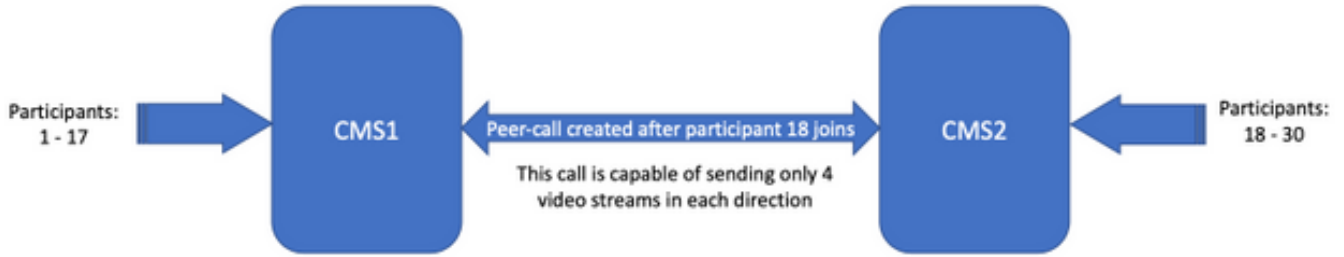 Participants:
1 - 17
CMS1
Peer-call created after participant 18 joins
This call is capable of sending only 4
video streams in each direction
CMS2
Participants:
18 - 30